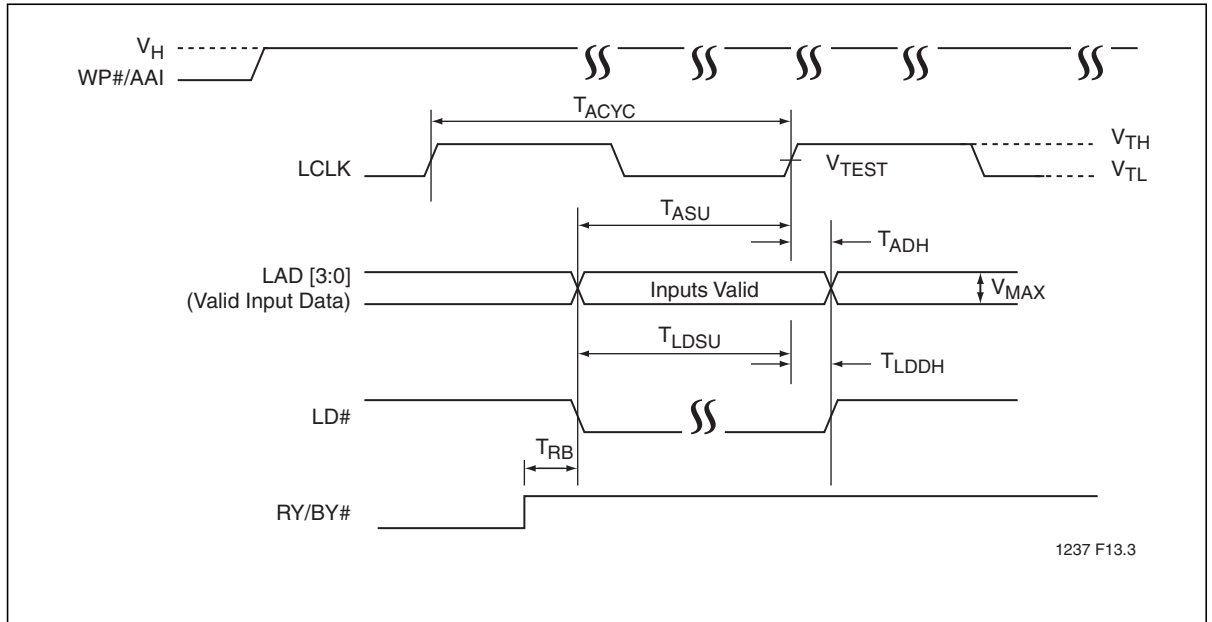 VH
WP#/AAI
TACYC
LCLK
VTEST
VTH
VTL
TASU
TADH
LAD [3:0]
(Valid Input Data)
Inputs Valid
VMAX
TLDSU
TLDDH
LD#
TRB
RY/BY#
1237 F13.3